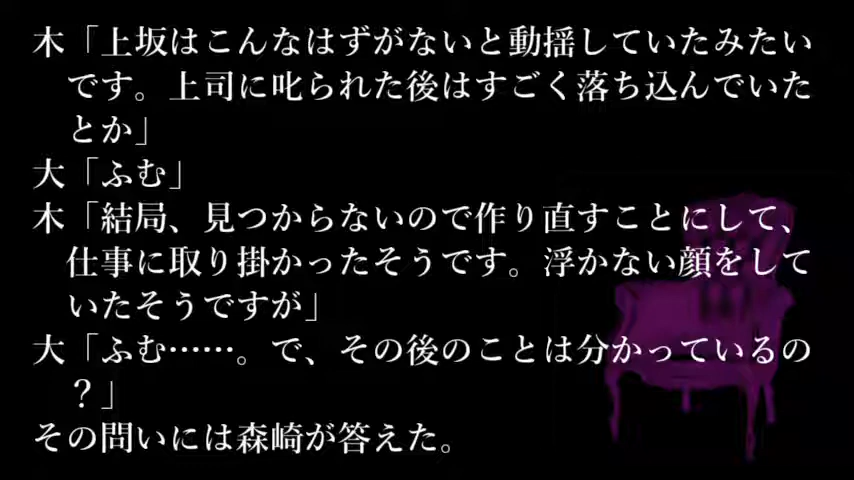 木「上坂はこんなはずがないと動揺していたみたい
です。上司に叱られた後はすごく落ち込んでいた
とか」
大「ふむ」
木「結局、見つからないので作り直すことにして、
仕事に取り掛かったそうです。浮かない顔をして
いたそうですが」
大「ふむ……。で、その後のことは分かっているの
？」
その問いには森崎が答えた。